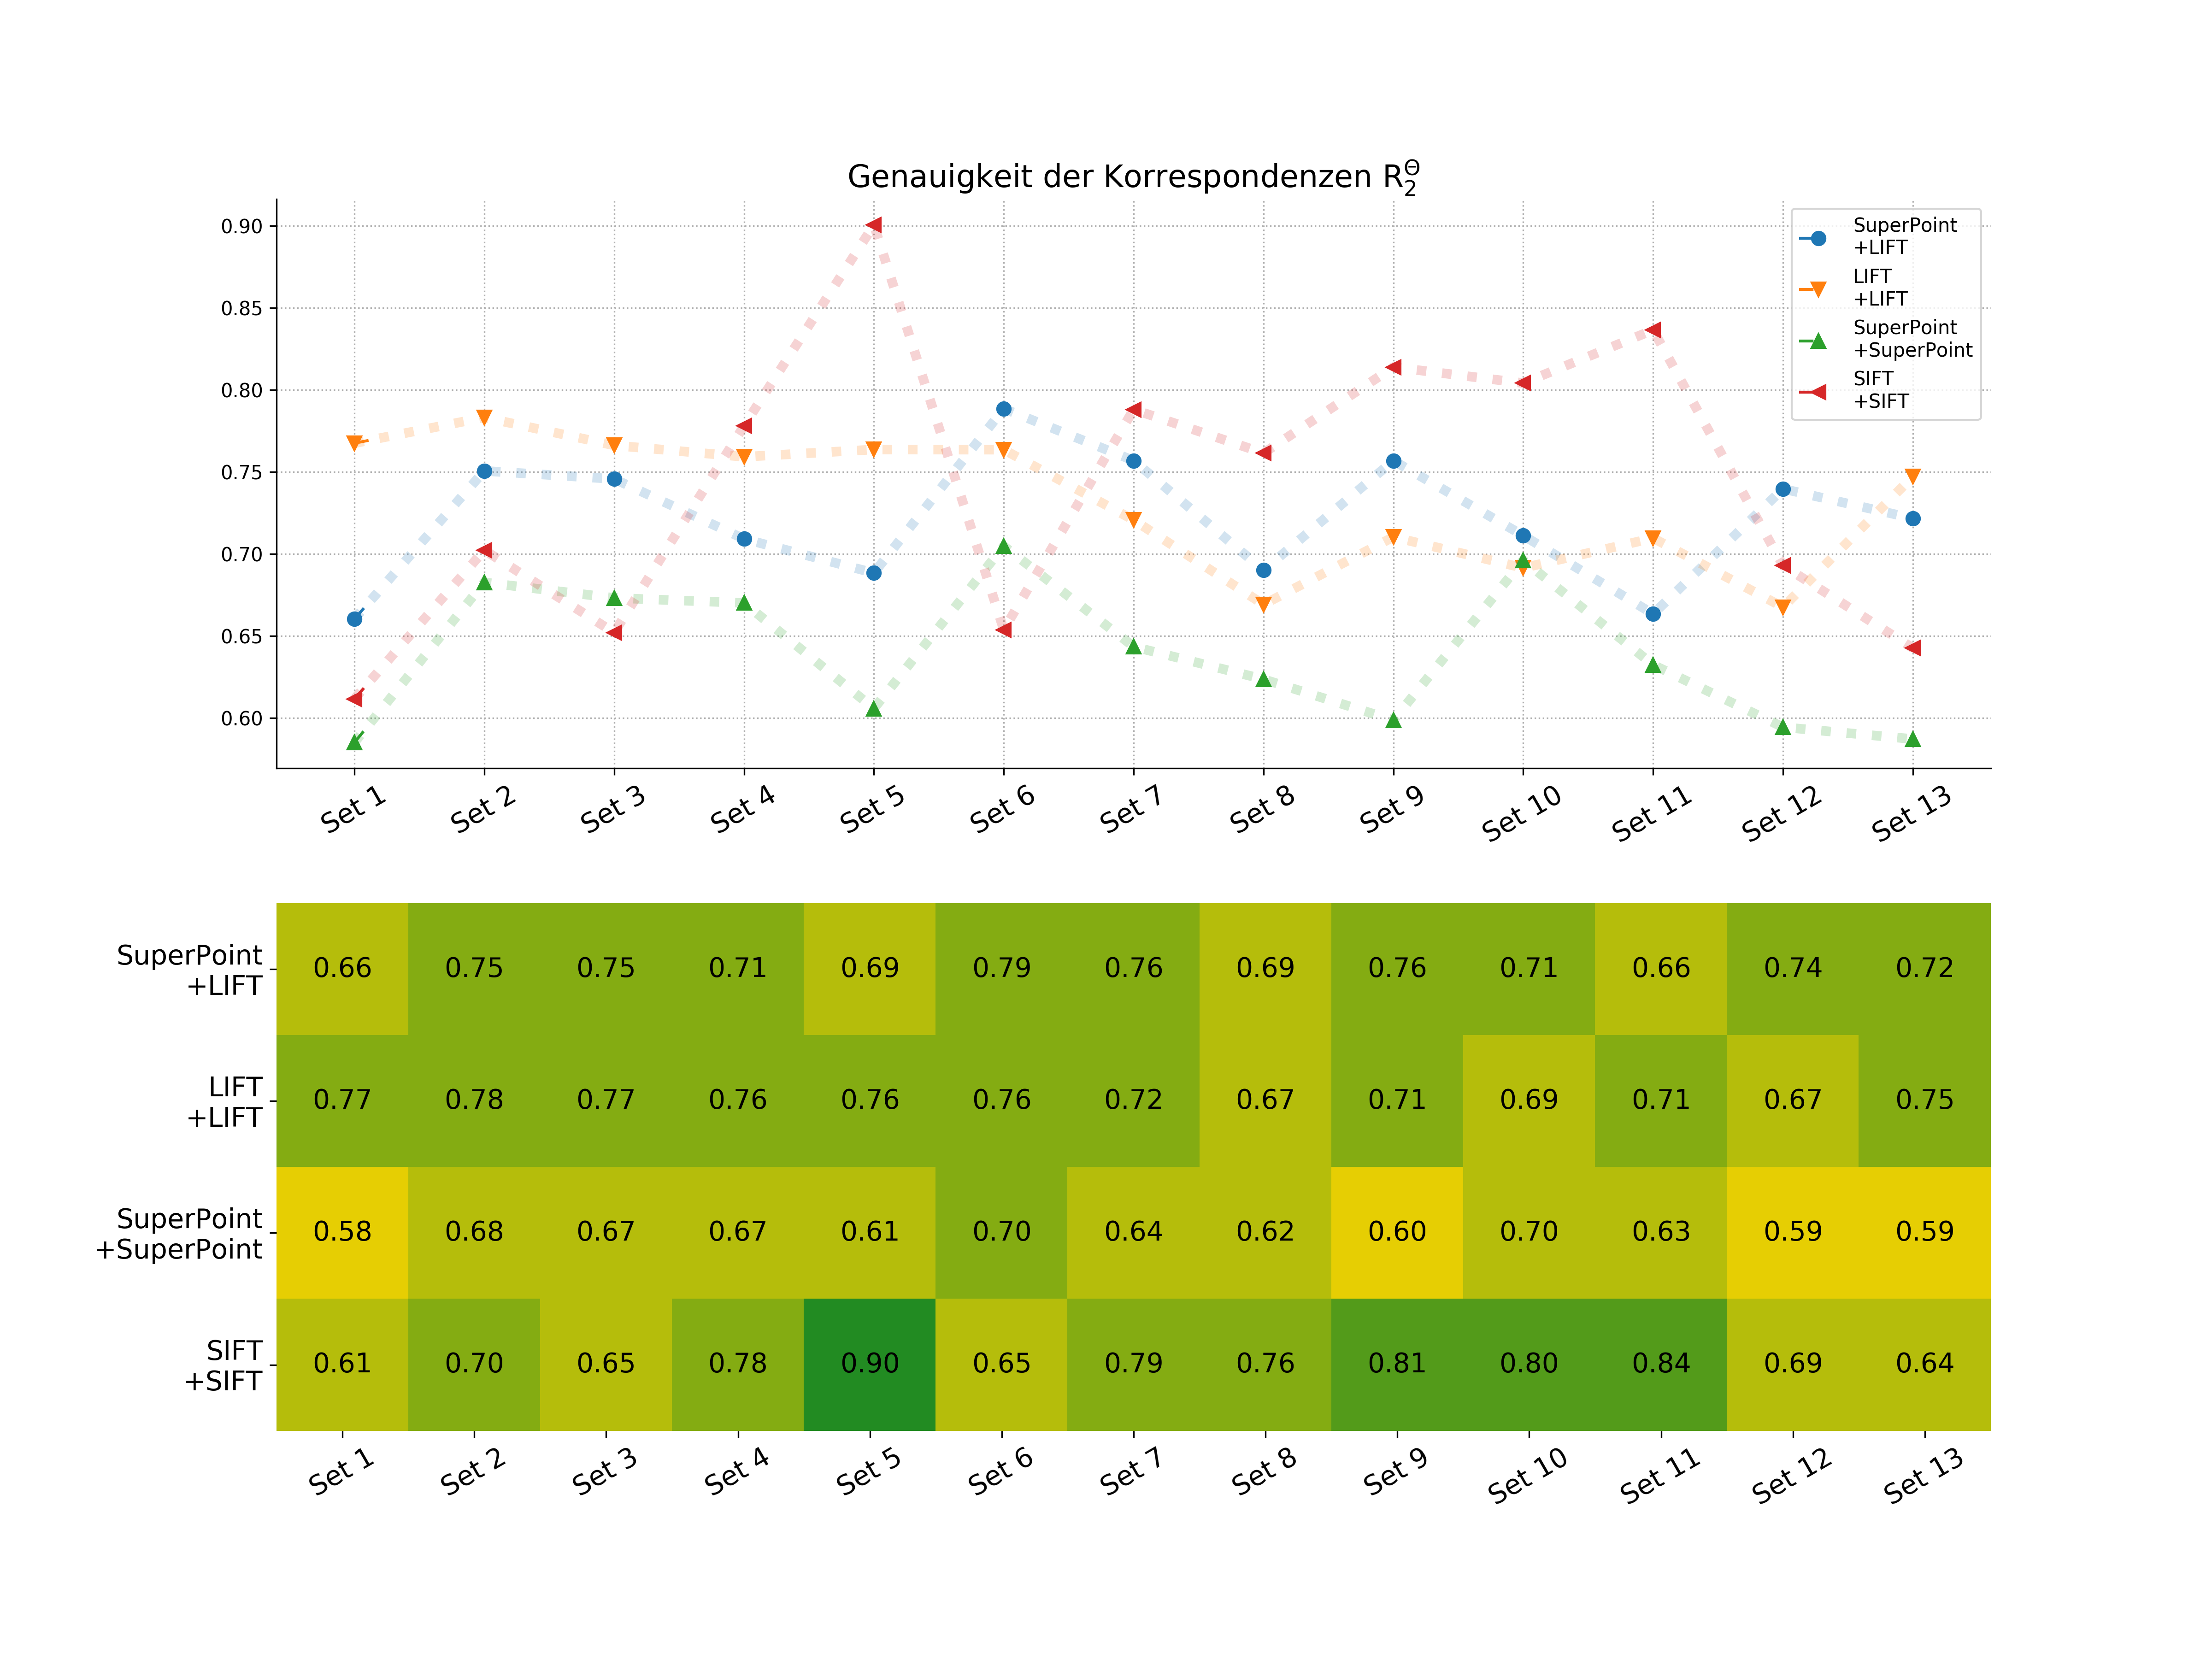 Genauigkeit der Korrespondenzen R₂^Θ
0.90
0.85
0.80
0.75
0.70
0.65
0.60
SuperPoint
+LIFT
LIFT
+LIFT
SuperPoint
+SuperPoint
SIFT
+SIFT
Set 1 Set 2 Set 3 Set 4 Set 5 Set 6 Set 7 Set 8 Set 9 Set 10 Set 11 Set 12 Set 13
SuperPoint
+LIFT
0.66 0.75 0.75 0.71 0.69 0.79 0.76 0.69 0.76 0.71 0.66 0.74 0.72
LIFT
+LIFT
0.77 0.78 0.77 0.76 0.76 0.76 0.72 0.67 0.71 0.69 0.71 0.67 0.75
SuperPoint
+SuperPoint
0.58 0.68 0.67 0.67 0.61 0.70 0.64 0.62 0.60 0.70 0.63 0.59 0.59
SIFT
+SIFT
0.61 0.70 0.65 0.78 0.90 0.65 0.79 0.76 0.81 0.80 0.84 0.69 0.64
Set 1 Set 2 Set 3 Set 4 Set 5 Set 6 Set 7 Set 8 Set 9 Set 10 Set 11 Set 12 Set 13